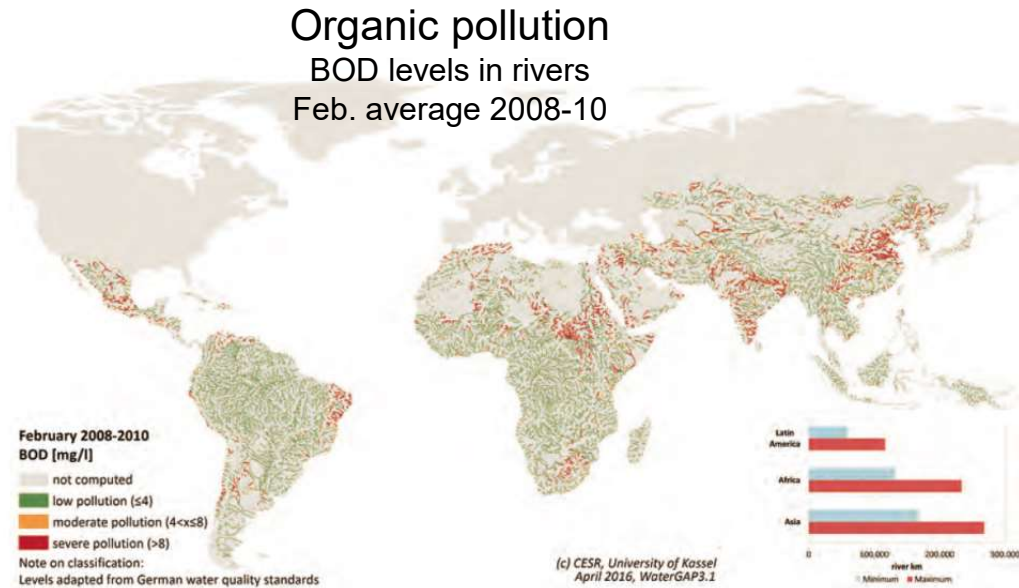 Organic pollution
BOD levels in rivers
Feb. average 2008-10
February 2008-2010
BOD [mg/l]
not computed
low pollution (≤4)
moderate pollution (4<x≤8)
severe pollution (>8)
Note on classification:
Levels adapted from German water quality standards
(c) CESR, University of Kassel
April 2016, WaterGAP3.1
Latin
America
Africa
Asia
0 100,000 200,000 300,000
river km
Minimum Maximum